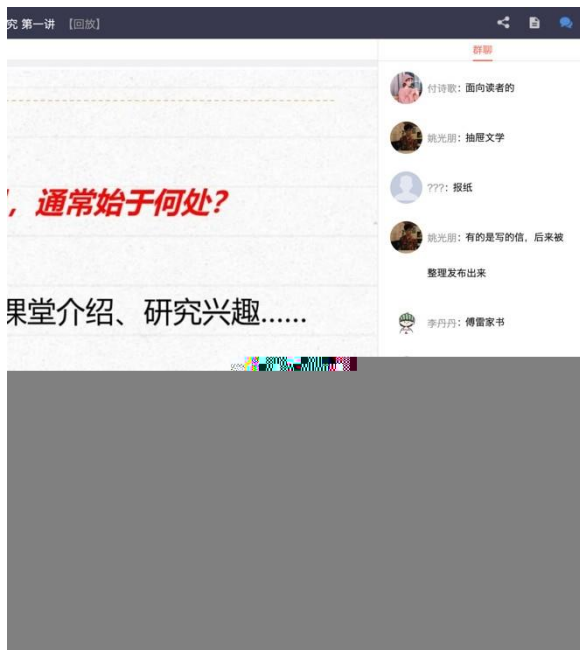 究 第一讲 【回放】
群聊
付诗歌：面向读者的
姚光朋：抽屉文学
，通常始于何处？
???：报纸
姚光朋：有的是写的信，后来被
整理发布出来
课堂介绍、研究兴趣......
李丹丹：傅雷家书